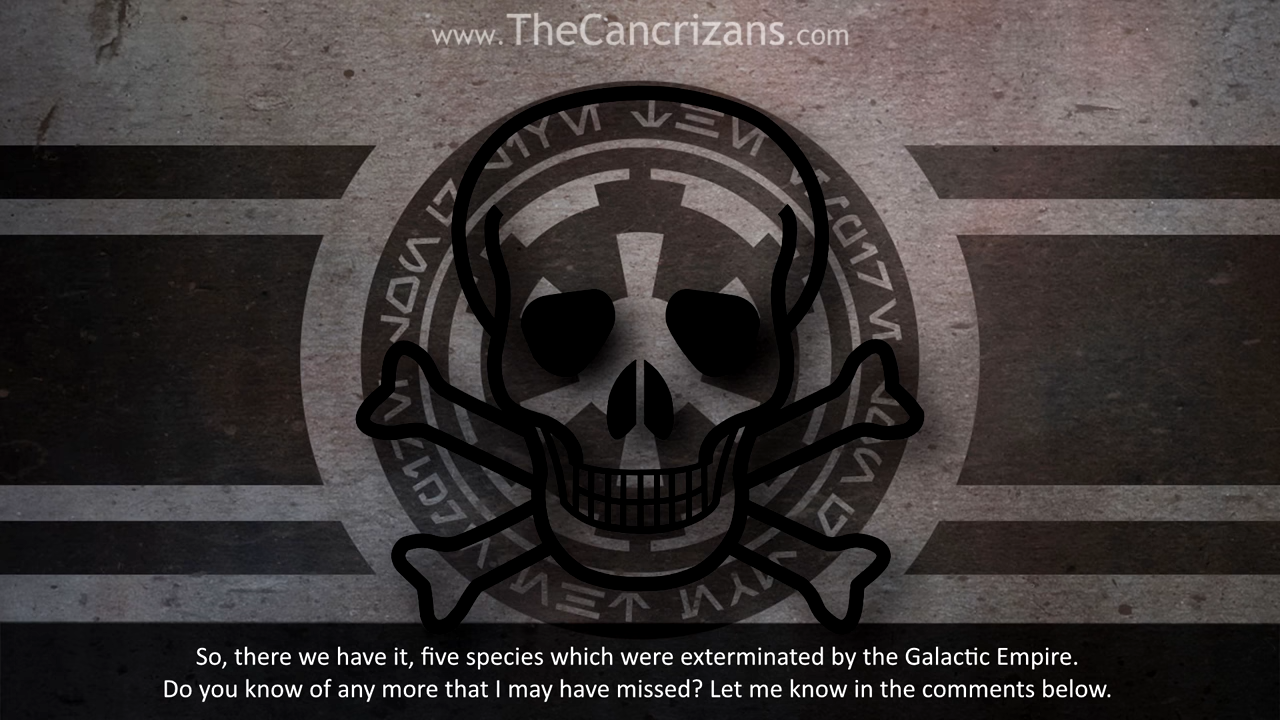 www.TheCancrizans.com
So, there we have it, five species which were exterminated by the Galactic Empire.
Do you know of any more that I may have missed? Let me know in the comments below.